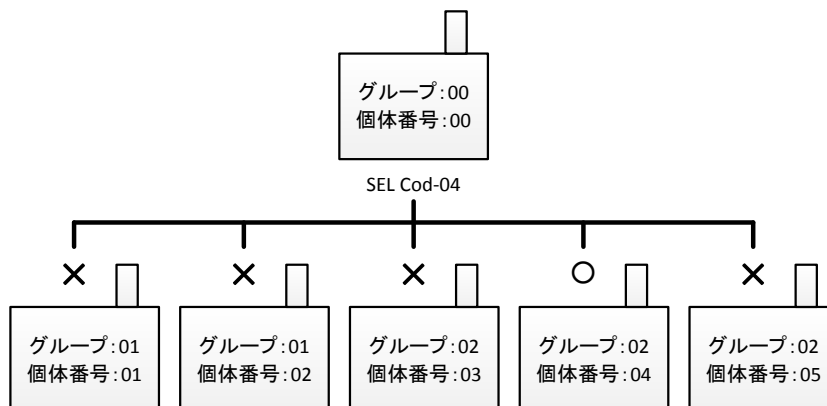 グループ:00
個体番号:00
SEL Cod-04
× × × ○ ×
グループ:01
個体番号:01
グループ:01
個体番号:02
グループ:02
個体番号:03
グループ:02
個体番号:04
グループ:02
個体番号:05